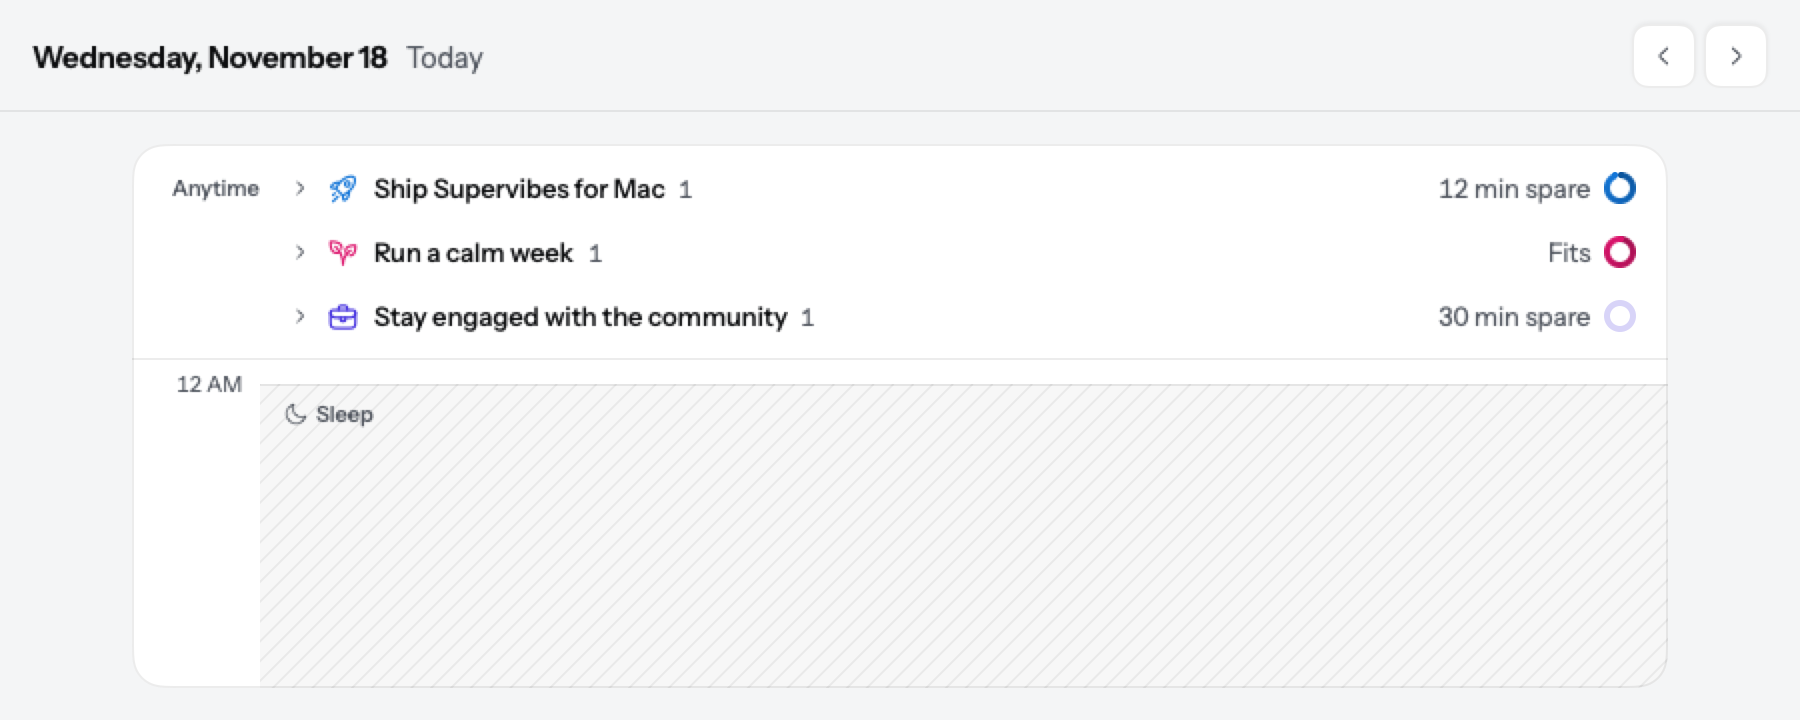 Wednesday, November 18 Today
Anytime Ship Supervibes for Mac 1 12 min spare
Run a calm week 1 Fits
Stay engaged with the community 1 30 min spare
12 AM
Sleep